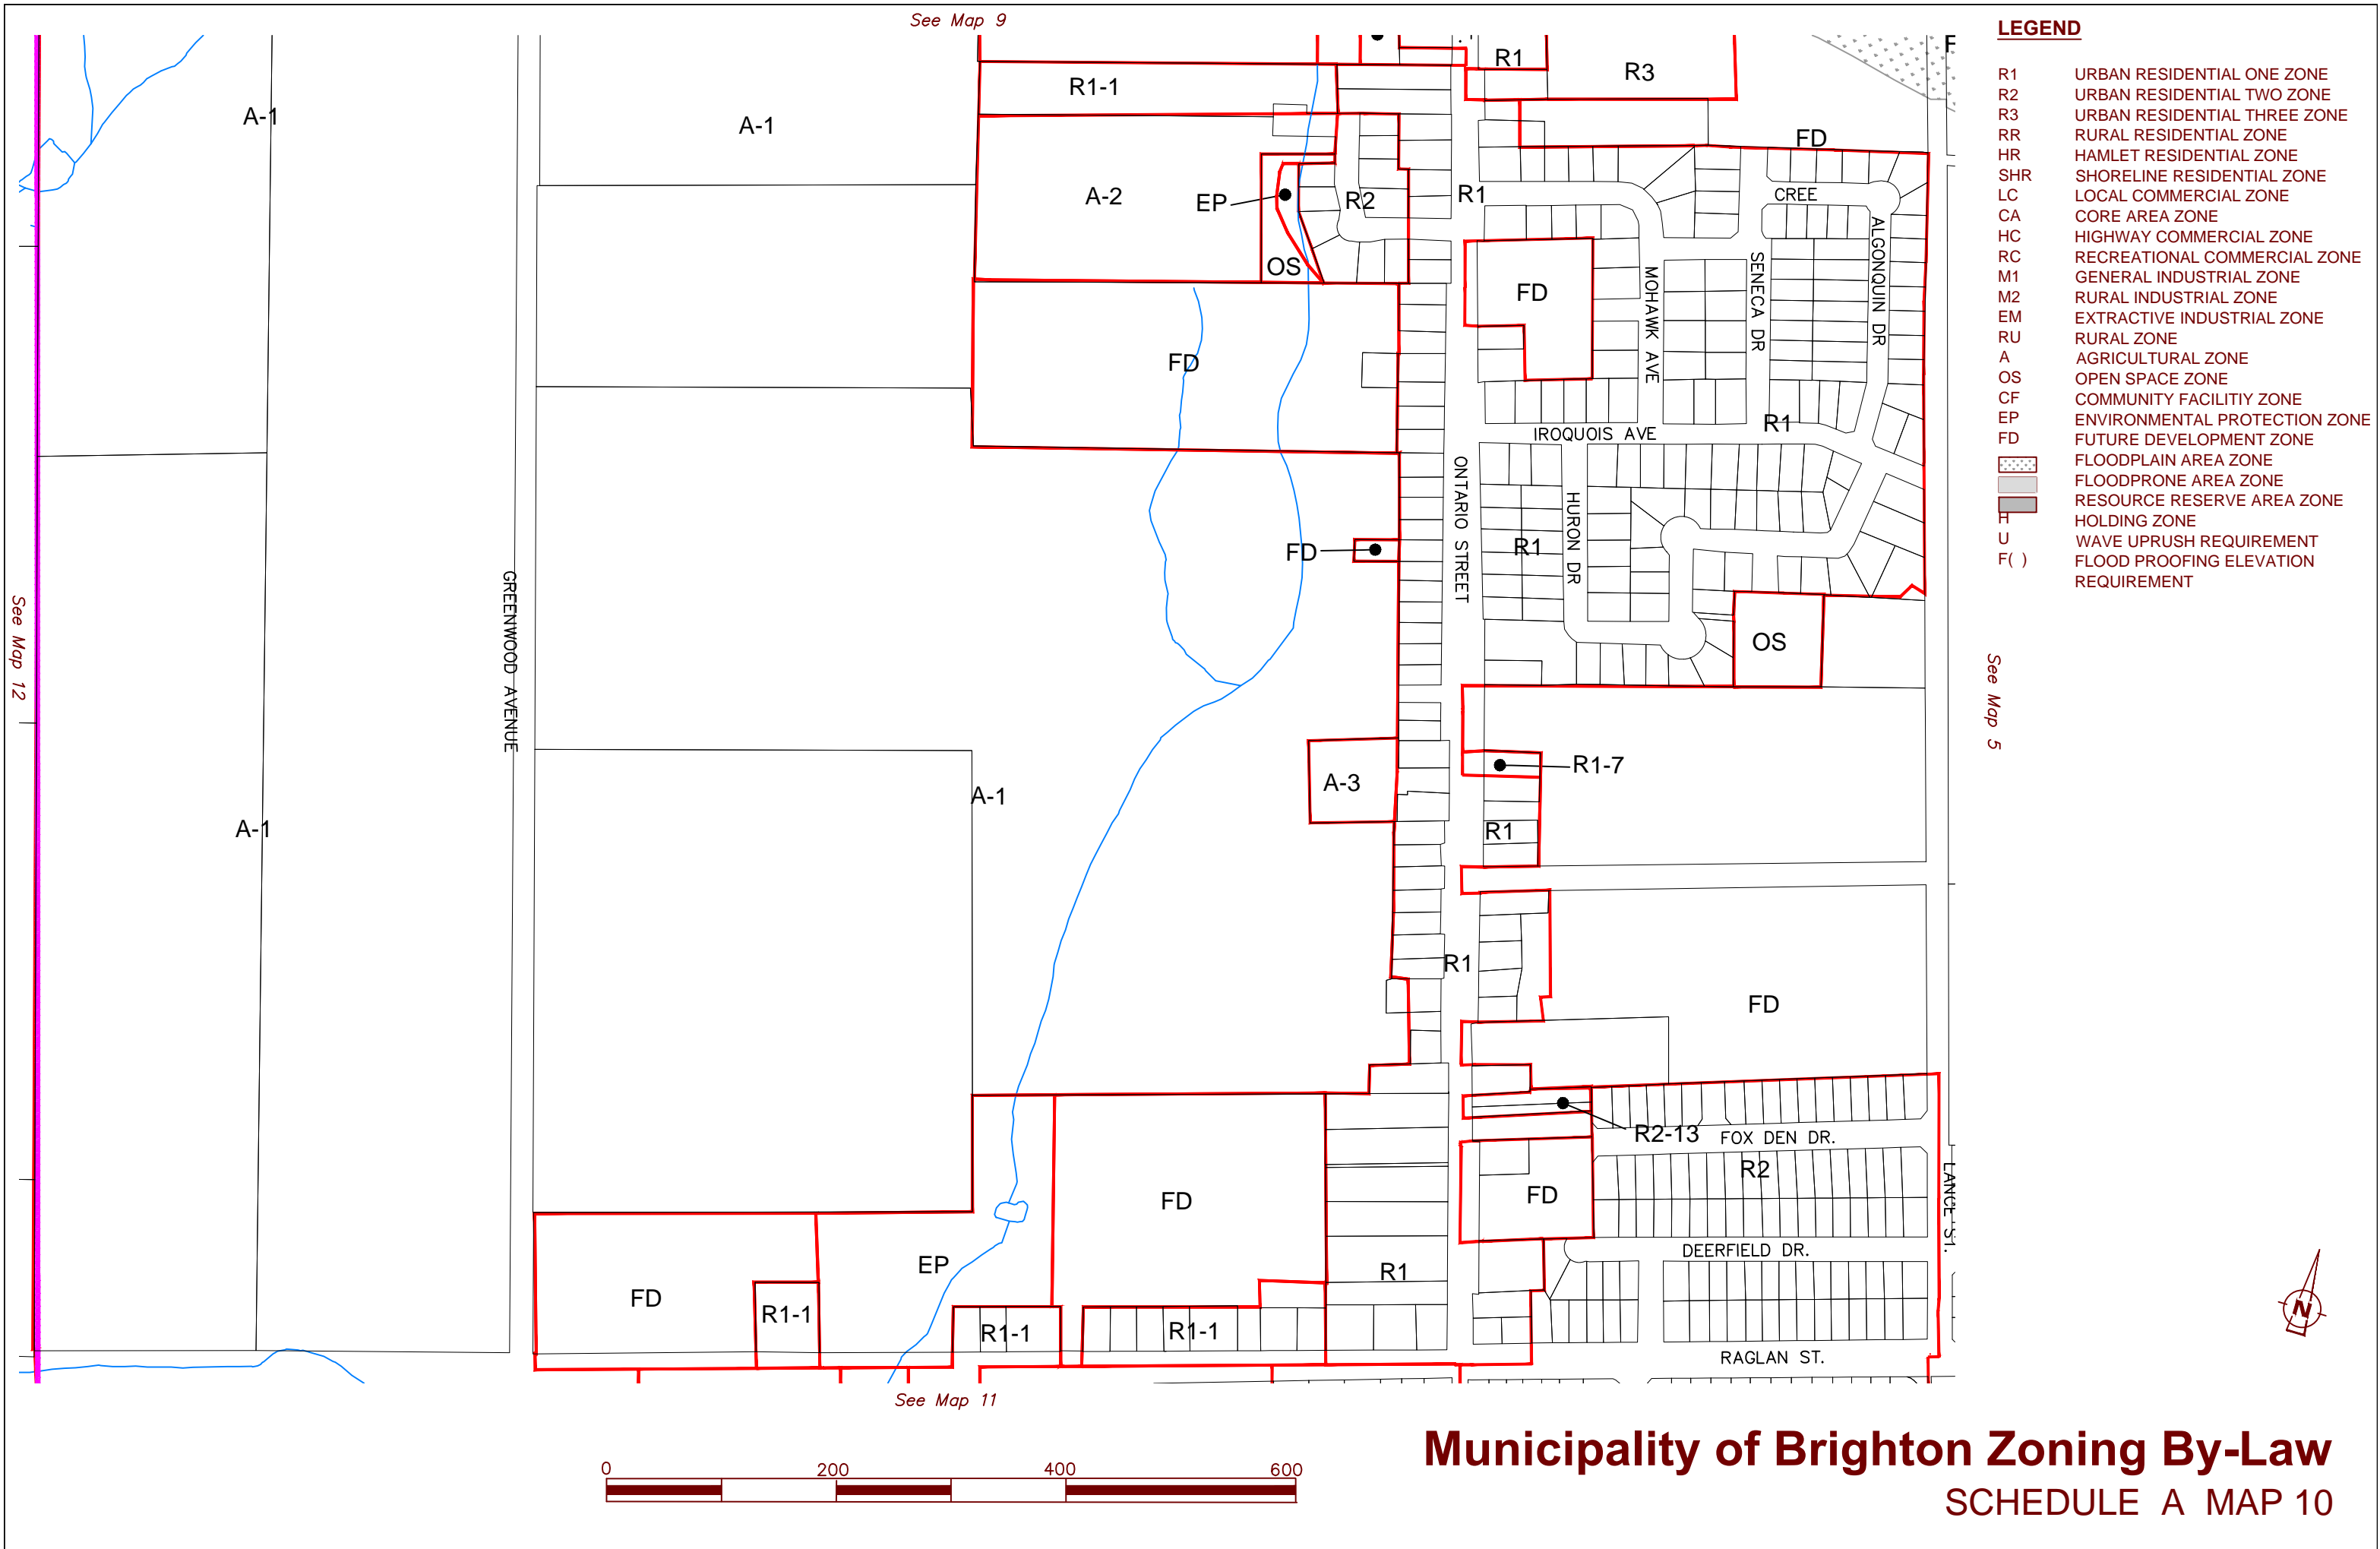 See Map 9
LEGEND
R1 URBAN RESIDENTIAL ONE ZONE
R2 URBAN RESIDENTIAL TWO ZONE
R3 URBAN RESIDENTIAL THREE ZONE
RR RURAL RESIDENTIAL ZONE
HR HAMLET RESIDENTIAL ZONE
SHR SHORELINE RESIDENTIAL ZONE
LC LOCAL COMMERCIAL ZONE
CA CORE AREA ZONE
HC HIGHWAY COMMERCIAL ZONE
RC RECREATIONAL COMMERCIAL ZONE
M1 GENERAL INDUSTRIAL ZONE
M2 RURAL INDUSTRIAL ZONE
EM EXTRACTIVE INDUSTRIAL ZONE
RU RURAL ZONE
A AGRICULTURAL ZONE
OS OPEN SPACE ZONE
CF COMMUNITY FACILITIY ZONE
EP ENVIRONMENTAL PROTECTION ZONE
FD FUTURE DEVELOPMENT ZONE
FLOODPLAIN AREA ZONE
FLOODPRONE AREA ZONE
RESOURCE RESERVE AREA ZONE
H HOLDING ZONE
U WAVE UPRUSH REQUIREMENT
F( ) FLOOD PROOFING ELEVATION
REQUIREMENT
R1
R3
R1-1
A-1
A-1
FD
A-2
EP
R2
R1
CREE
OS
FD
ALGONQUIN DR
SENECA DR
MOHAWK AVE
FD
R1
IROQUOIS AVE
ONTARIO STREET
HURON DR
R1
FD
GREENWOOD AVENUE
See Map 12
OS
See Map 5
R1-7
A-3
A-1
A-1
R1
R1
FD
R2-13
FOX DEN DR.
R2
FD
FD
LANCE ST.
DEERFIELD DR.
EP
R1
FD
R1-1
R1-1
R1-1
RAGLAN ST.
N
See Map 11
0 200 400 600
Municipality of Brighton Zoning By-Law
SCHEDULE A MAP 10